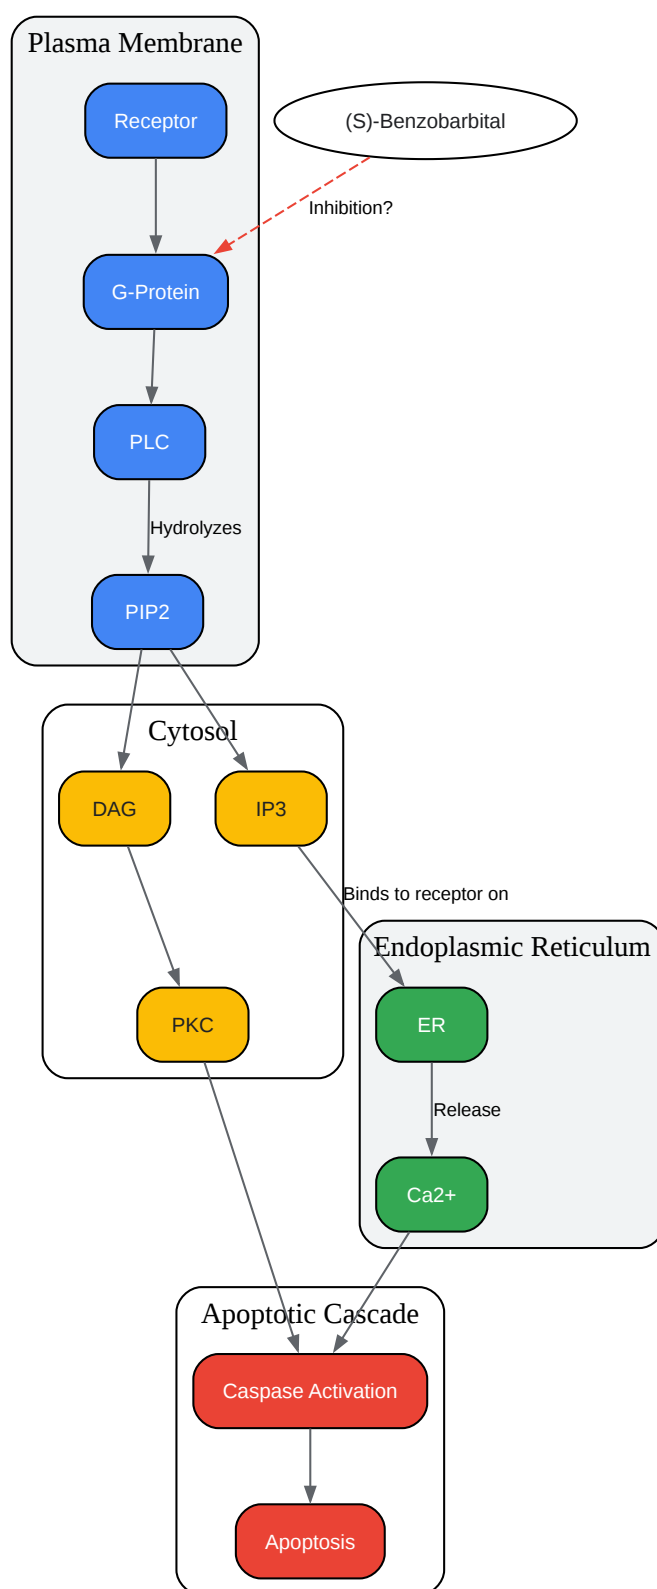 Plasma Membrane
Receptor
(S)-Benzobarbital
Inhibition?
G-Protein
PLC
Hydrolyzes
PIP2
Cytosol
DAG
IP3
Binds to receptor on
Endoplasmic Reticulum
PKC
ER
Release
Ca2+
Apoptotic Cascade
Caspase Activation
Apoptosis